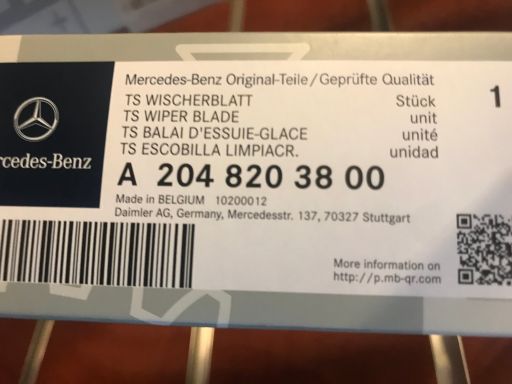 Mercedes-Benz Original-Teile/Geprüfte Qualität
TS WISCHERBLATT Stück 1
TS WIPER BLADE unit
TS BALAI D'ESSUIE-GLACE unité
TS ESCOBILLA LIMPIACR. unidad
rcedes-Benz
A 204 820 38 00
Made in BELGIUM 10200012
Daimler AG, Germany, Mercedesstr. 137, 70327 Stuttgart
More information on
http://p.mb-qr.com